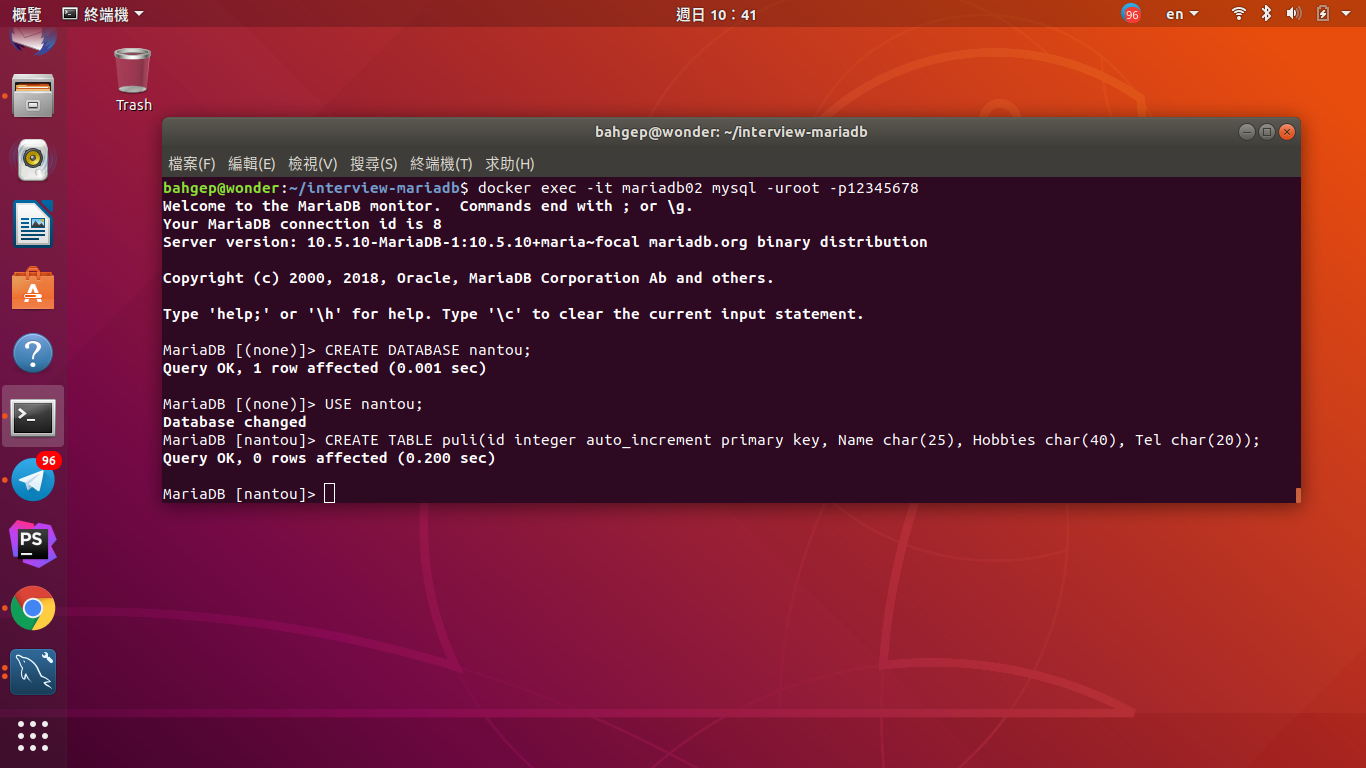 概覽 終端機 週日 10：41 96 en
Trash
bahgep@wonder: ~/interview-mariadb
檔案(F) 編輯(E) 檢視(V) 搜尋(S) 終端機(T) 求助(H)
bahgep@wonder:~/interview-mariadb$ docker exec -it mariadb02 mysql -uroot -p12345678
Welcome to the MariaDB monitor.  Commands end with ; or \g.
Your MariaDB connection id is 8
Server version: 10.5.10-MariaDB-1:10.5.10+maria~focal mariadb.org binary distribution
Copyright (c) 2000, 2018, Oracle, MariaDB Corporation Ab and others.
Type 'help;' or '\h' for help. Type '\c' to clear the current input statement.
MariaDB [(none)]> CREATE DATABASE nantou;
Query OK, 1 row affected (0.001 sec)
MariaDB [(none)]> USE nantou;
Database changed
MariaDB [nantou]> CREATE TABLE puli(id integer auto_increment primary key, Name char(25), Hobbies char(40), Tel char(20));
Query OK, 0 rows affected (0.200 sec)
MariaDB [nantou]>
96
PS